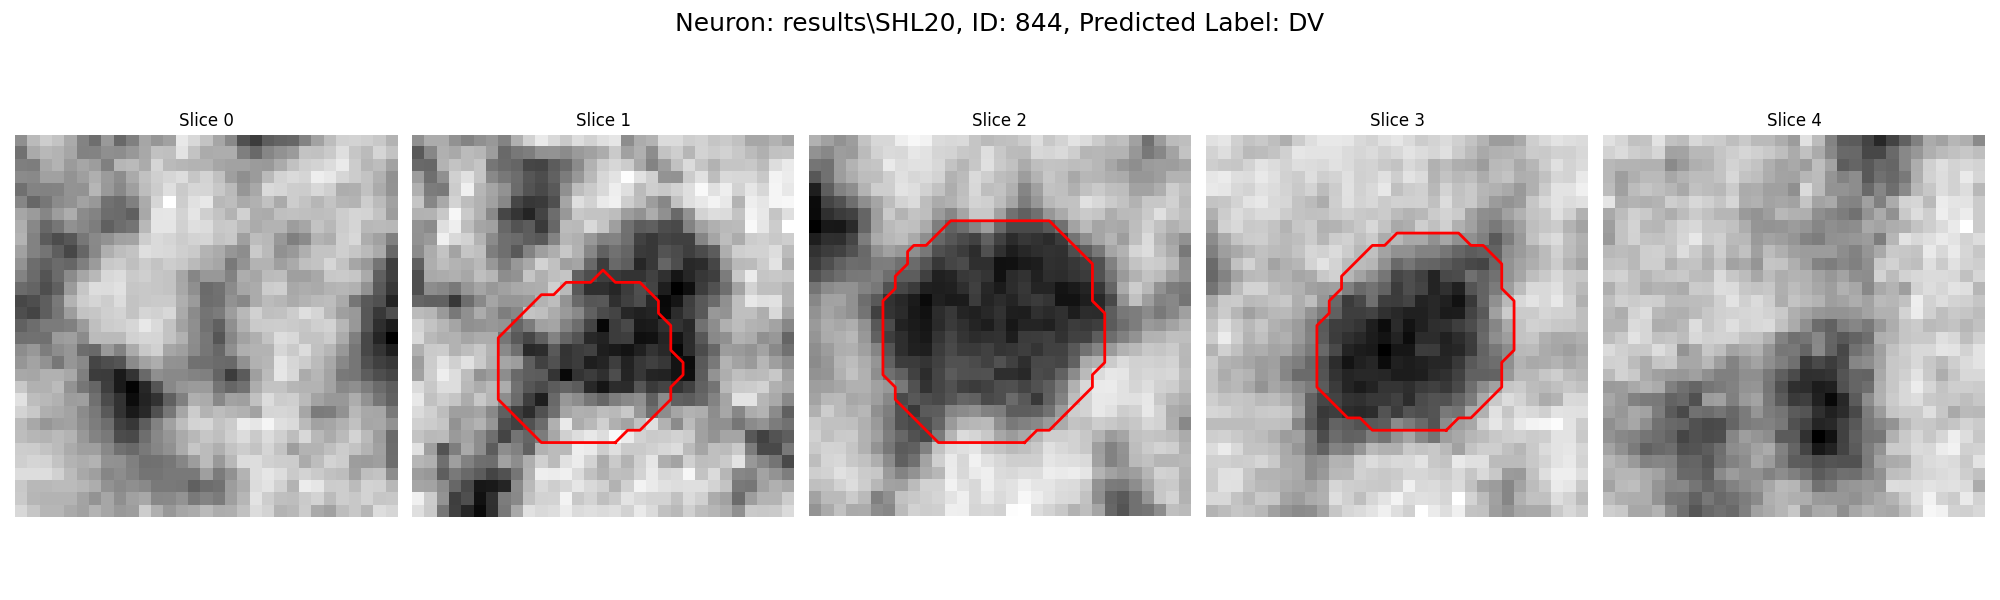 Neuron: results\SHL20, ID: 844, Predicted Label: DV
Slice 0
Slice 1
Slice 2
Slice 3
Slice 4